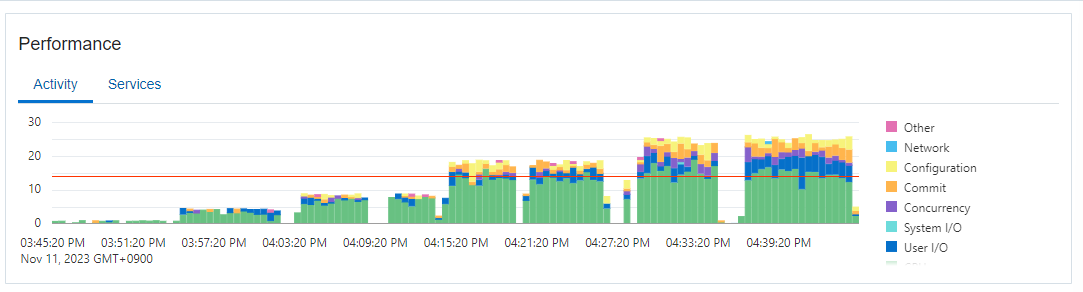 Performance
Activity Services
30
20
10
0
03:45:20 PM 03:51:20 PM 03:57:20 PM 04:03:20 PM 04:09:20 PM 04:15:20 PM 04:21:20 PM 04:27:20 PM 04:33:20 PM 04:39:20 PM
Nov 11, 2023 GMT+0900
Other
Network
Configuration
Commit
Concurrency
System I/O
User I/O